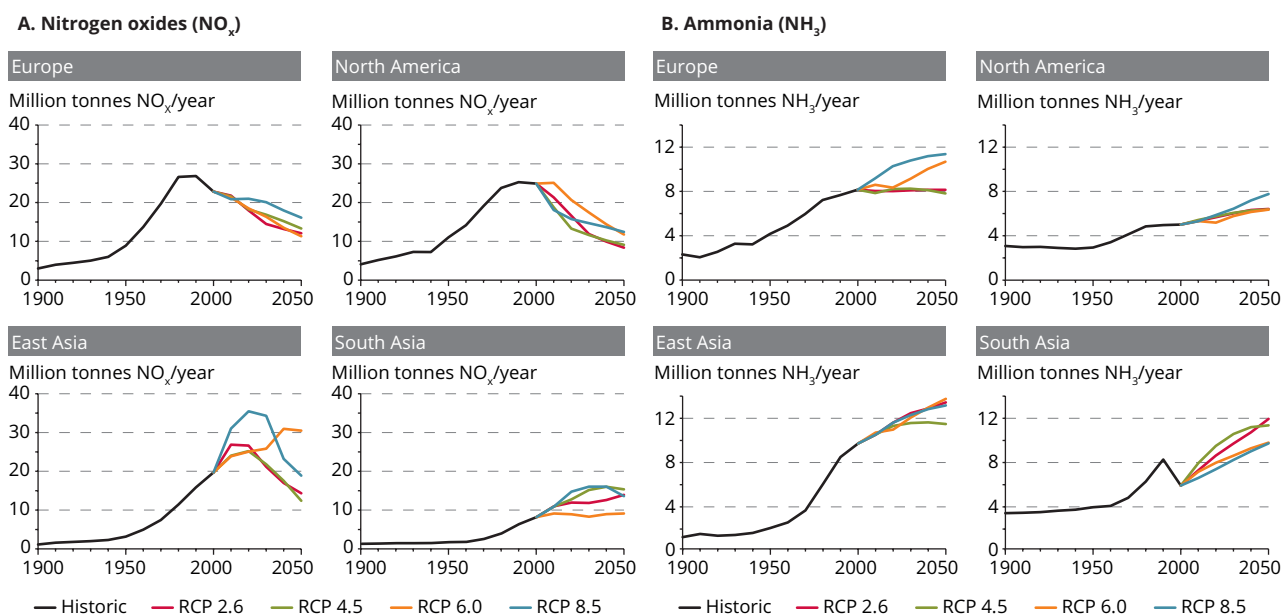 A. Nitrogen oxides (NOx)
B. Ammonia (NH3)
Europe
North America
Europe
North America
Million tonnes NOx/year
Million tonnes NOx/year
Million tonnes NH3/year
Million tonnes NH3/year
40
30
20
10
0
1900 1950 2000 2050
40
30
20
10
0
1900 1950 2000 2050
12
8
4
0
1900 1950 2000 2050
12
8
4
0
1900 1950 2000 2050
East Asia
South Asia
East Asia
South Asia
Million tonnes NOx/year
Million tonnes NOx/year
Million tonnes NH3/year
Million tonnes NH3/year
40
30
20
10
0
1900 1950 2000 2050
40
30
20
10
0
1900 1950 2000 2050
12
8
4
0
1900 1950 2000 2050
12
8
4
0
1900 1950 2000 2050
Historic RCP 2.6 RCP 4.5 RCP 6.0 RCP 8.5
Historic RCP 2.6 RCP 4.5 RCP 6.0 RCP 8.5